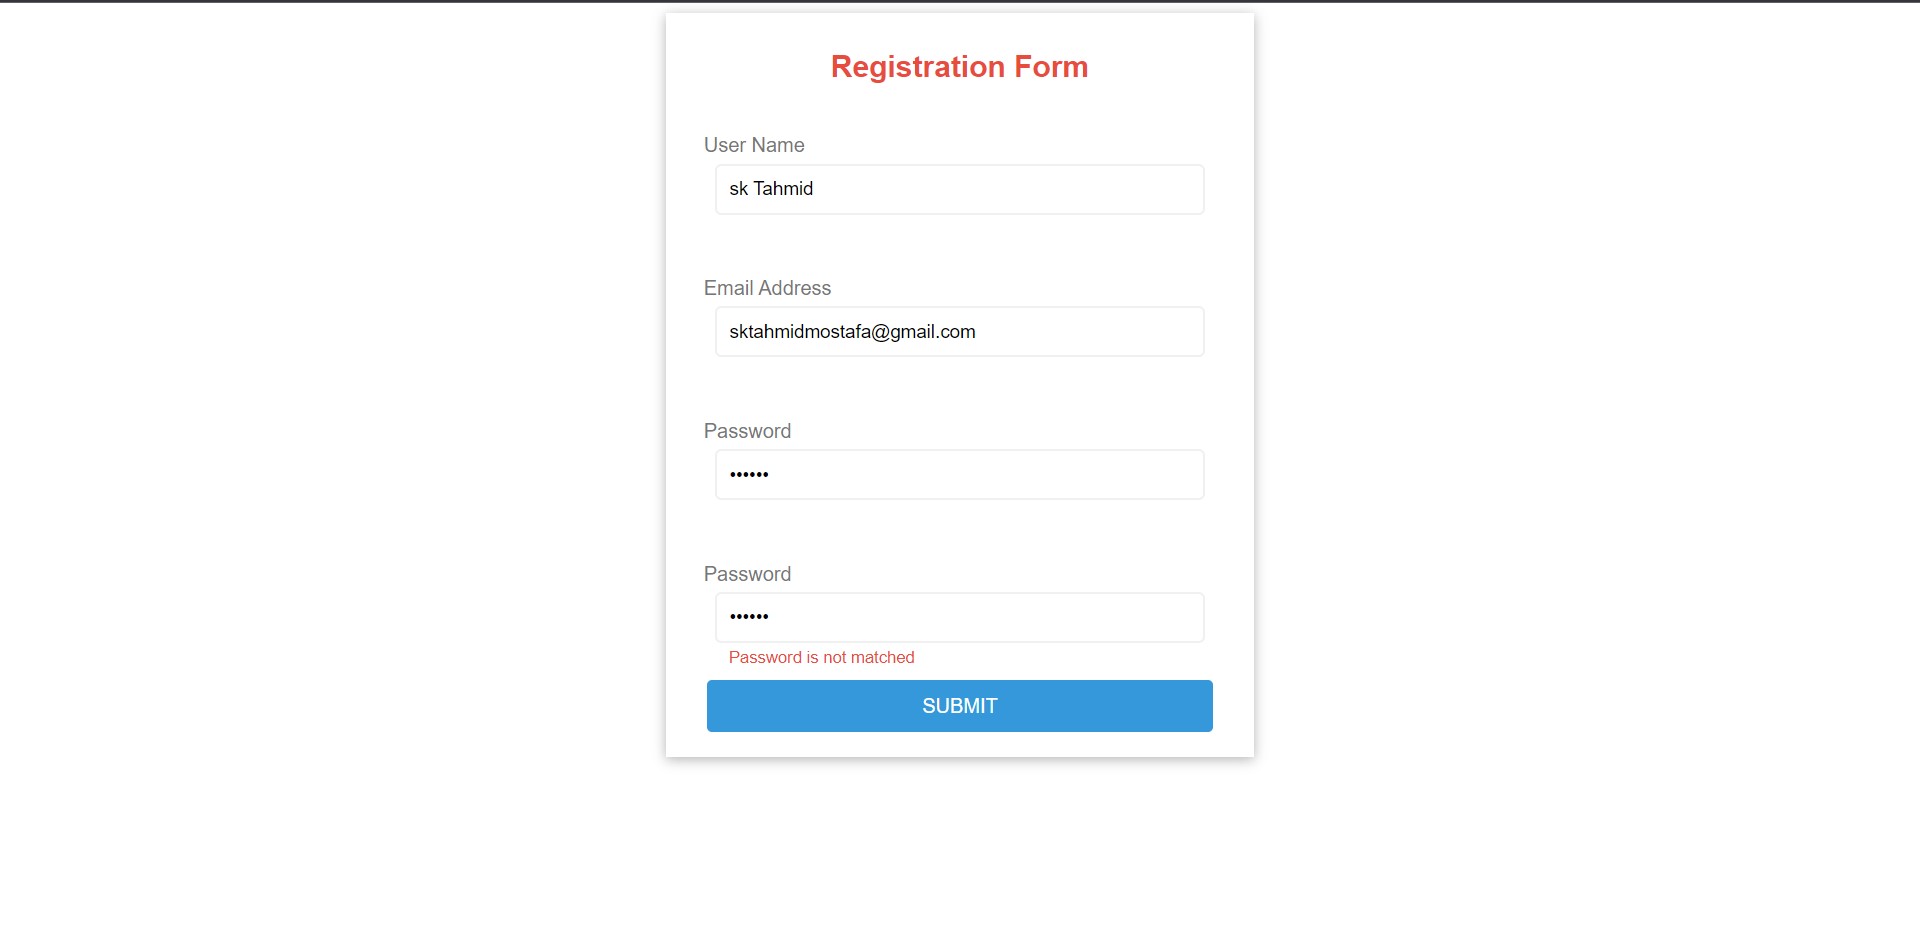 Registration Form
User Name
sk Tahmid
Email Address
sktahmidmostafa@gmail.com
Password
••••••
Password
••••••
Password is not matched
SUBMIT